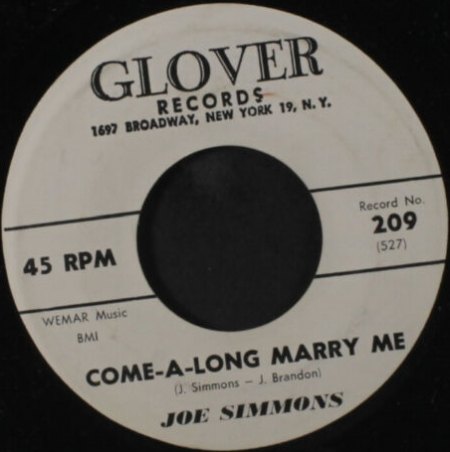 GLOVER
RECORDS
1697 BROADWAY, NEW YORK 19, N.Y.
Record No.
209
(527)
45 RPM
WEMAR Music
BMI
COME-A-LONG MARRY ME
(J. Simmons — J. Brandon)
JOE SIMMONS